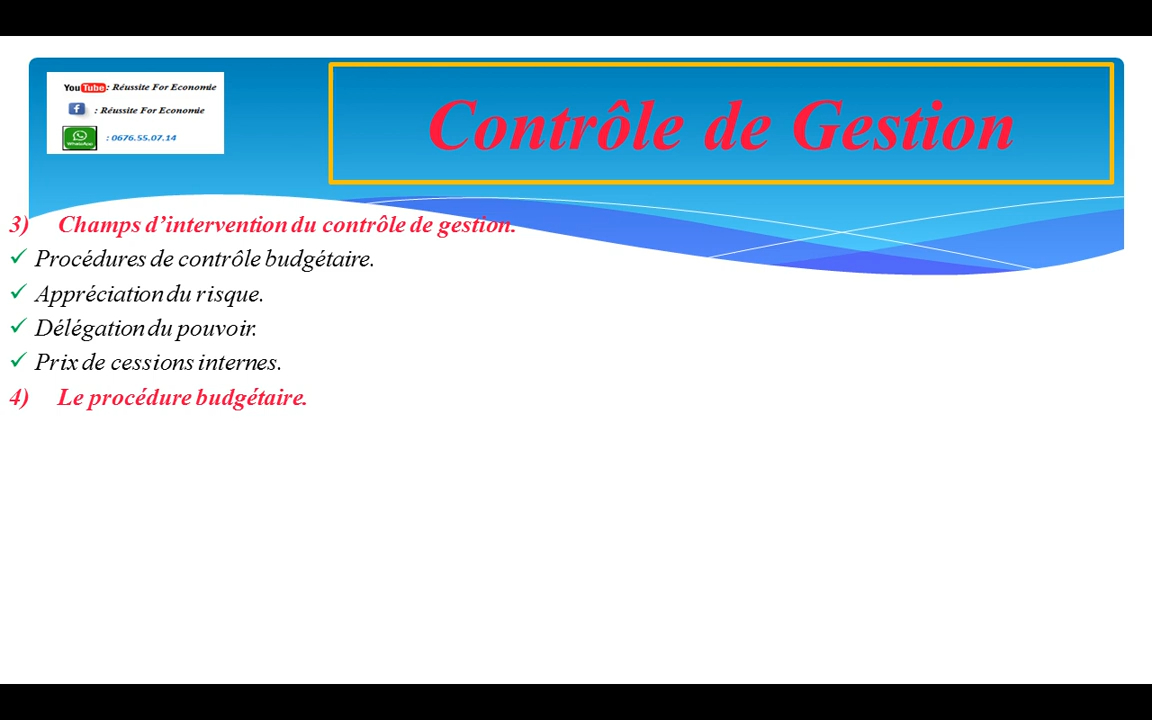 YouTube : Réussite For Economie
f : Réussite For Economie
WhatsApp : 0676.55.07.14
Contrôle de Gestion
3) Champs d’intervention du contrôle de gestion.
✓ Procédures de contrôle budgétaire.
✓ Appréciation du risque.
✓ Délégation du pouvoir.
✓ Prix de cessions internes.
4) Le procédure budgétaire.